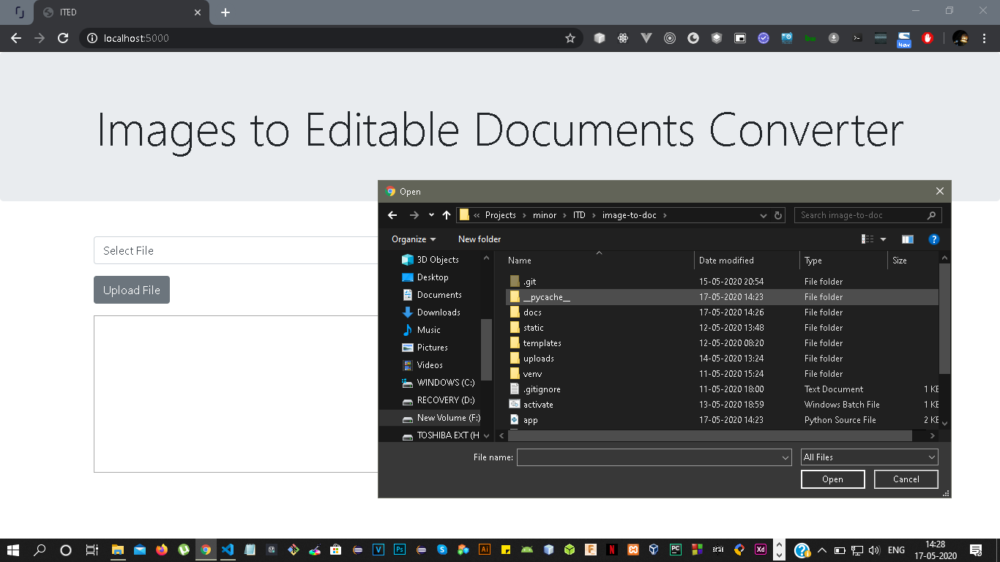 ITED
localhost:5000
New
Images to Editable Documents Converter
Select File
Upload File
Open
« Projects > minor > ITD > image-to-doc >
Search image-to-doc
Organize
New folder
3D Objects
Desktop
Documents
Downloads
Music
Pictures
Videos
WINDOWS (C:)
RECOVERY (D:)
New Volume (F:)
TOSHIBA EXT (H
Name Date modified Type Size
.git 15-05-2020 20:54 File folder
__pycache__ 17-05-2020 14:23 File folder
docs 17-05-2020 14:26 File folder
static 12-05-2020 13:48 File folder
templates 12-05-2020 08:20 File folder
uploads 14-05-2020 13:24 File folder
venv 11-05-2020 15:24 File folder
.gitignore 11-05-2020 18:00 Text Document 1 KB
activate 13-05-2020 18:59 Windows Batch File 1 KB
app 17-05-2020 14:23 Python Source File 2 KB
File name:
All Files
Open
Cancel
ENG
14:28
17-05-2020